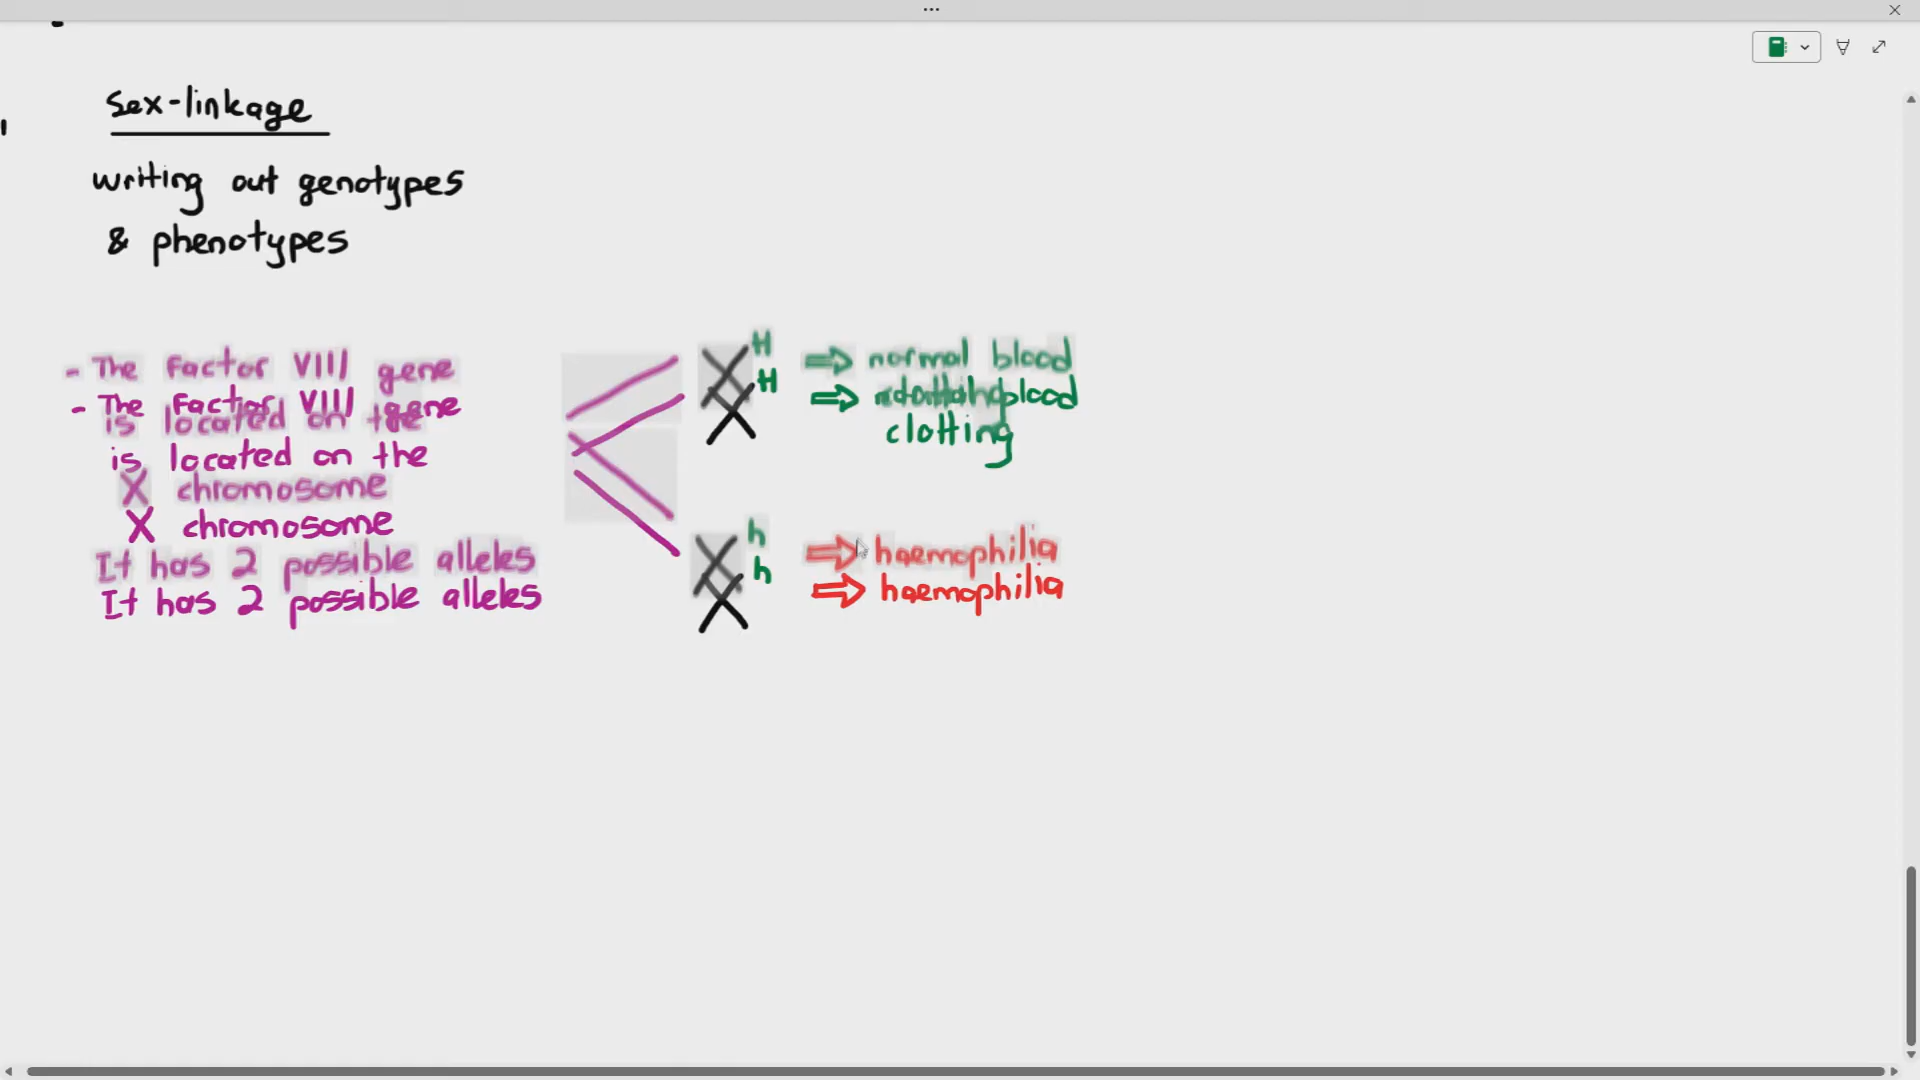 Sex-linkage
writing out genotypes
& phenotypes
- The Factor VIII gene
- The Factor VIII gene
is located on the
is located on the
X chromosome
X chromosome
It has 2 possible alleles
It has 2 possible alleles
X^H ⇒ normal blood
X^H ⇒ blood
clotting
X^h ⇒ haemophilia
X^h ⇒ haemophilia